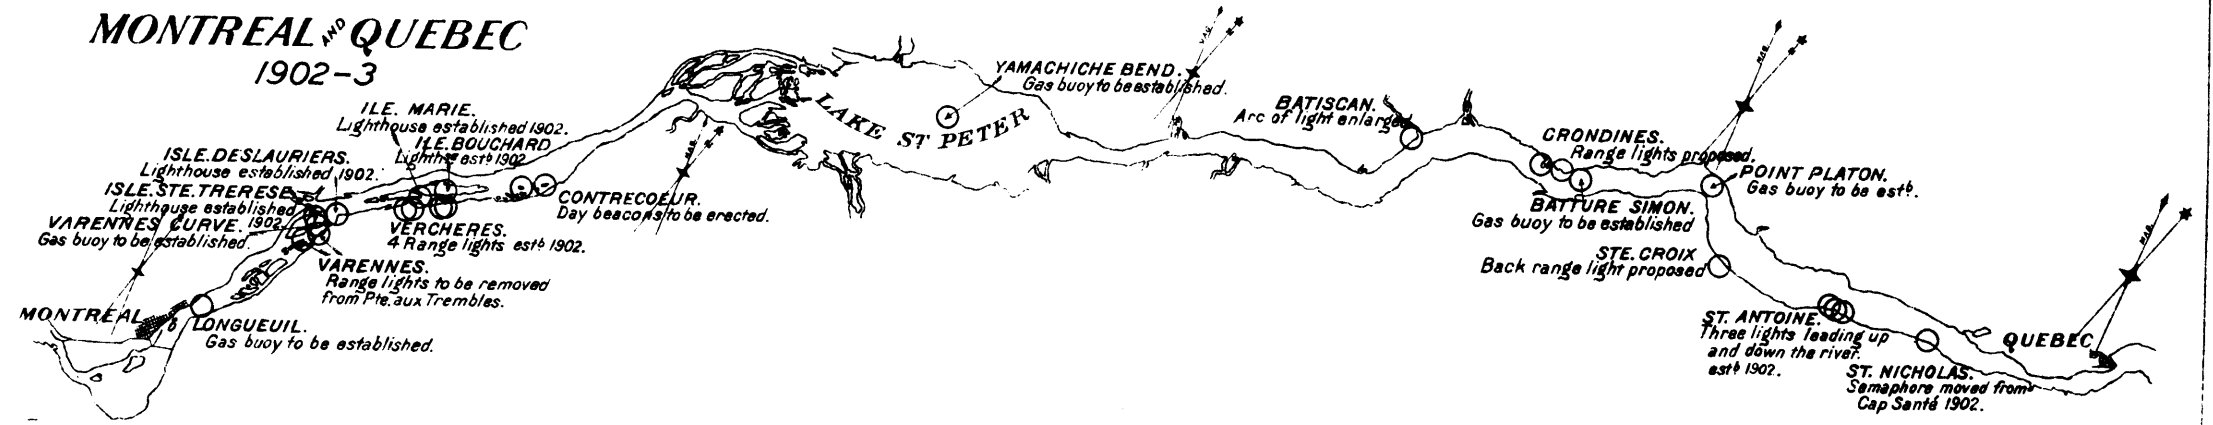 MONTREAL AND QUEBEC
1902-3
ILE. MARIE.
Lighthouse established 1902.
ILE. BOUCHARD
Lightho estᵇ 1902
ISLE. DESLAURIERS.
Lighthouse established 1902.
ISLE. STE. TRERESE
Lighthouse established
1902
VARENNES CURVE.
Gas buoy to be established.
VARENNES.
Range lights to be removed
from Pte. aux Trembles.
VERCHERES.
4 Range lights estᵇ 1902.
CONTRECOEUR.
Day beacons to be erected.
MONTREAL
LONGUEUIL.
Gas buoy to be established.
LAKE ST PETER
YAMACHICHE BEND.
Gas buoy to be established.
BATISCAN.
Arc of light enlarged
GRONDINES.
Range lights proposed.
POINT PLATON.
Gas buoy to be estᵇ.
BATTURE SIMON.
Gas buoy to be established
STE. CROIX
Back range light proposed
ST. ANTOINE.
Three lights leading up
and down the river.
estᵇ 1902.
ST. NICHOLAS.
Semaphore moved from
Cap Santé 1902.
QUEBEC
MAG.
MAG.
MAG.